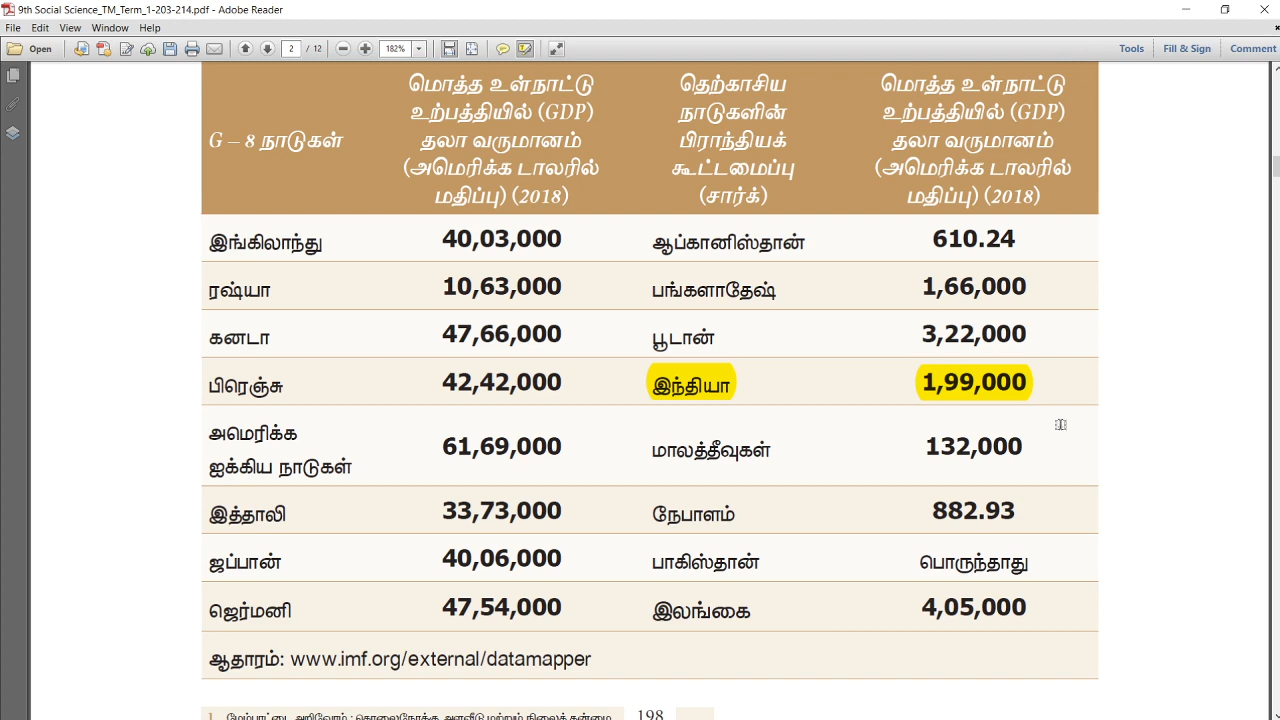 9th Social Science_TM_Term_1-203-214.pdf - Adobe Reader
File Edit View Window Help
Open 2 / 12 182% Tools Fill & Sign Comment
G – 8 நாடுகள்
மொத்த உள்நாட்டு
உற்பத்தியில் (GDP)
தலா வருமானம்
(அமெரிக்க டாலரில்
மதிப்பு) (2018)
தெற்காசிய
நாடுகளின்
பிராந்தியக்
கூட்டமைப்பு
(சார்க்)
மொத்த உள்நாட்டு
உற்பத்தியில் (GDP)
தலா வருமானம்
(அமெரிக்க டாலரில்
மதிப்பு) (2018)
இங்கிலாந்து 40,03,000 ஆப்கானிஸ்தான் 610.24
ரஷ்யா 10,63,000 பங்களாதேஷ் 1,66,000
கனடா 47,66,000 பூடான் 3,22,000
பிரெஞ்சு 42,42,000 இந்தியா 1,99,000
அமெரிக்க
ஐக்கிய நாடுகள் 61,69,000 மாலத்தீவுகள் 132,000
இத்தாலி 33,73,000 நேபாளம் 882.93
ஜப்பான் 40,06,000 பாகிஸ்தான் பொருந்தாது
ஜெர்மனி 47,54,000 இலங்கை 4,05,000
ஆதாரம்: www.imf.org/external/datamapper
1 மேம்பாட்டை அறிவோம் : தொலைநோக்கு அளவீடு மற்றும் நிலைத் தன்மை 198